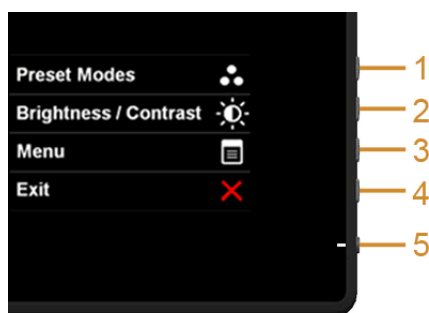 Preset Modes 1
Brightness / Contrast 2
Menu 3
Exit 4
5